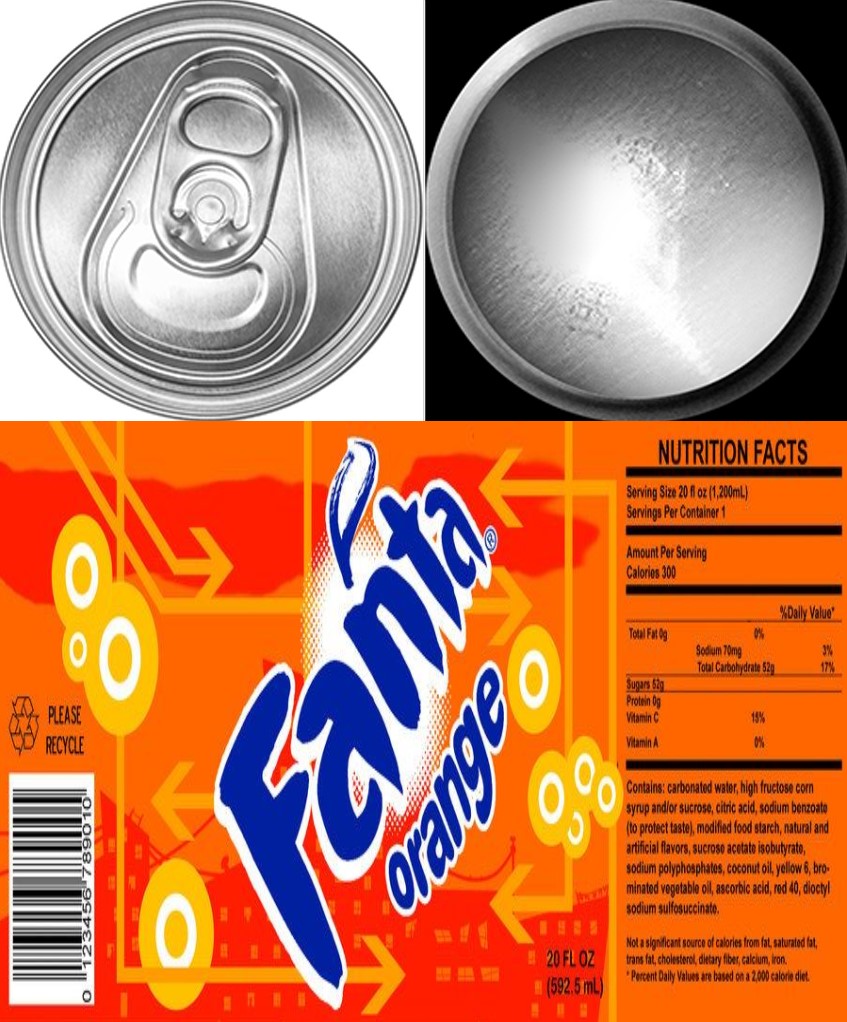 Fanta®
orange
PLEASE
RECYCLE
0 123456 789010
20 FL OZ
(592.5 mL)
NUTRITION FACTS
Serving Size 20 fl oz (1,200mL)
Servings Per Container 1
Amount Per Serving
Calories 300
%Daily Value*
Total Fat 0g 0%
Sodium 70mg 3%
Total Carbohydrate 52g 17%
Sugars 52g
Protein 0g
Vitamin C 15%
Vitamin A 0%
Contains: carbonated water, high fructose corn
syrup and/or sucrose, citric acid, sodium benzoate
(to protect taste), modified food starch, natural and
artificial flavors, sucrose acetate isobutyrate,
sodium polyphosphates, coconut oil, yellow 6, bro-
minated vegetable oil, ascorbic acid, red 40, dioctyl
sodium sulfosuccinate.
Not a significant source of calories from fat, saturated fat,
trans fat, cholesterol, dietary fiber, calcium, iron.
* Percent Daily Values are based on a 2,000 calorie diet.